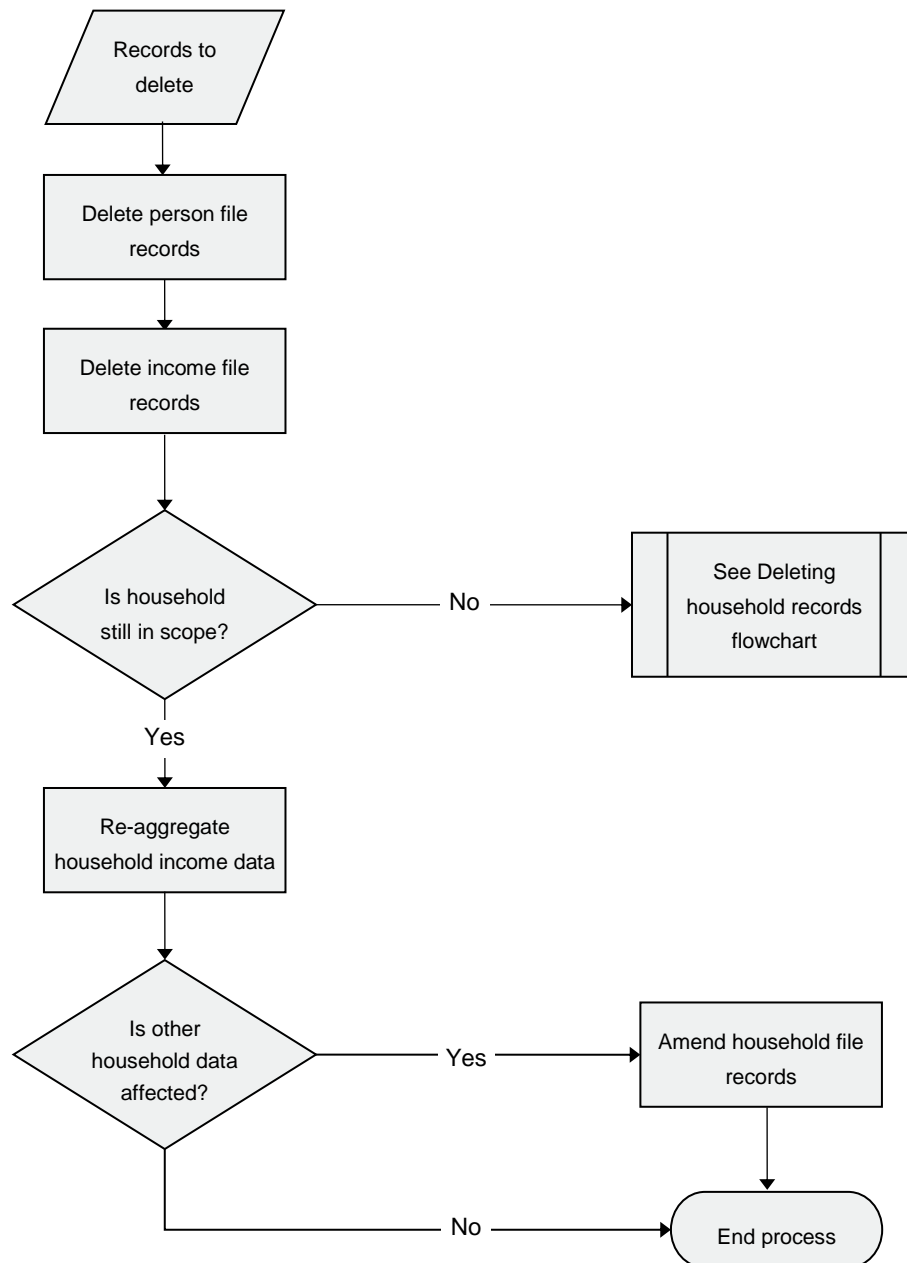 Records to
delete
Delete person file
records
Delete income file
records
Is household
still in scope?
No
See Deleting
household records
flowchart
Yes
Re-aggregate
household income data
Is other
household data
affected?
Yes
Amend household file
records
No
End process